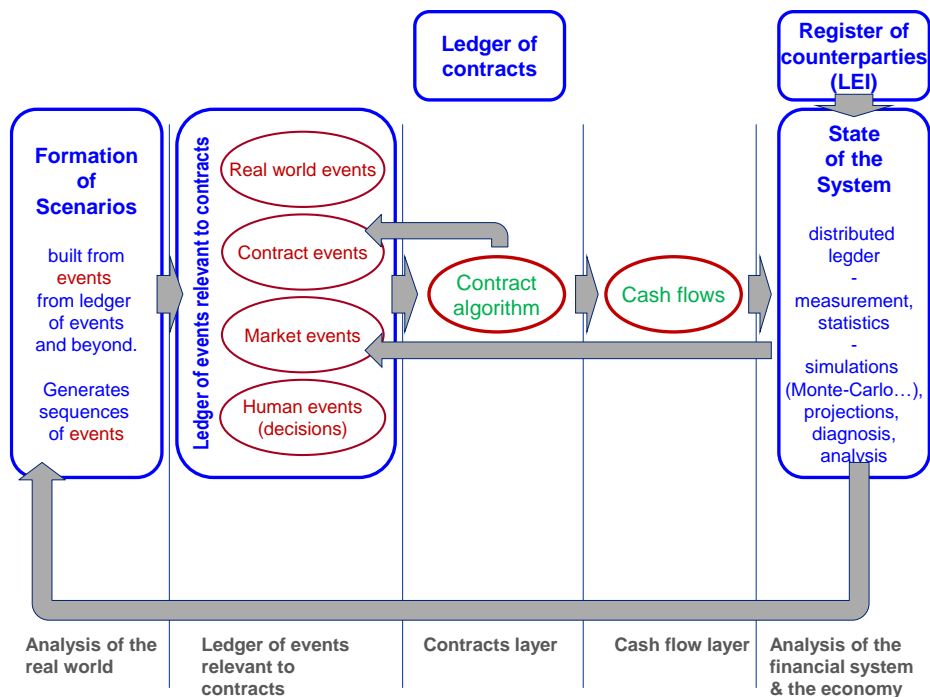 Ledger of
contracts
Register of
counterparties
(LEI)
Formation
of
Scenarios
built from
events
from ledger
of events
and beyond.
Generates
sequences
of events
Ledger of events relevant to contracts
Real world events
Contract events
Market events
Human events
(decisions)
Contract
algorithm
Cash flows
State
of the
System
distributed
legder
-
measurement,
statistics
-
simulations
(Monte-Carlo…),
projections,
diagnosis,
analysis
Analysis of the
real world
Ledger of events
relevant to
contracts
Contracts layer
Cash flow layer
Analysis of the
financial system
& the economy